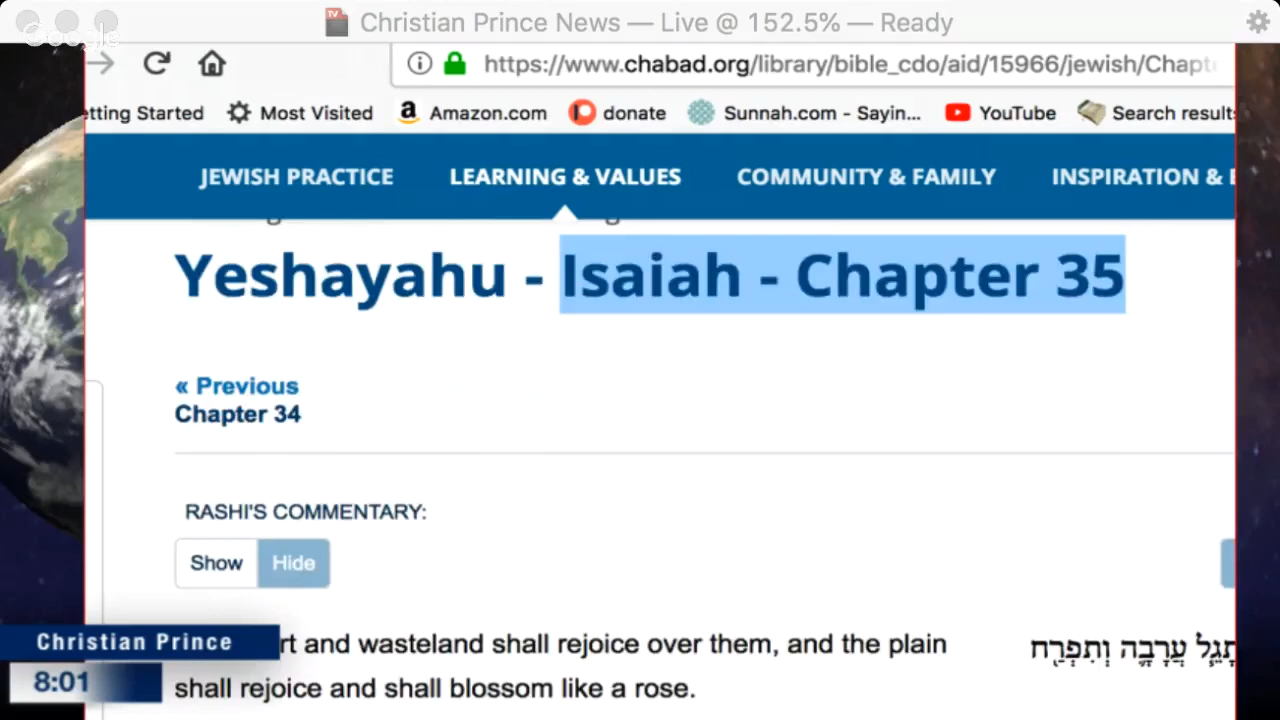 Christian Prince News — Live @ 152.5% — Ready
Google
https://www.chabad.org/library/bible_cdo/aid/15966/jewish/Chapt
etting Started Most Visited Amazon.com donate Sunnah.com - Sayin... YouTube Search results
JEWISH PRACTICE LEARNING & VALUES COMMUNITY & FAMILY INSPIRATION &
Yeshayahu - Isaiah - Chapter 35
« Previous
Chapter 34
RASHI'S COMMENTARY:
Show Hide
rt and wasteland shall rejoice over them, and the plain
תָגֵ֧ל עֲרָבָ֛ה וְתִפְרַ֖ח
shall rejoice and shall blossom like a rose.
Christian Prince
8:01